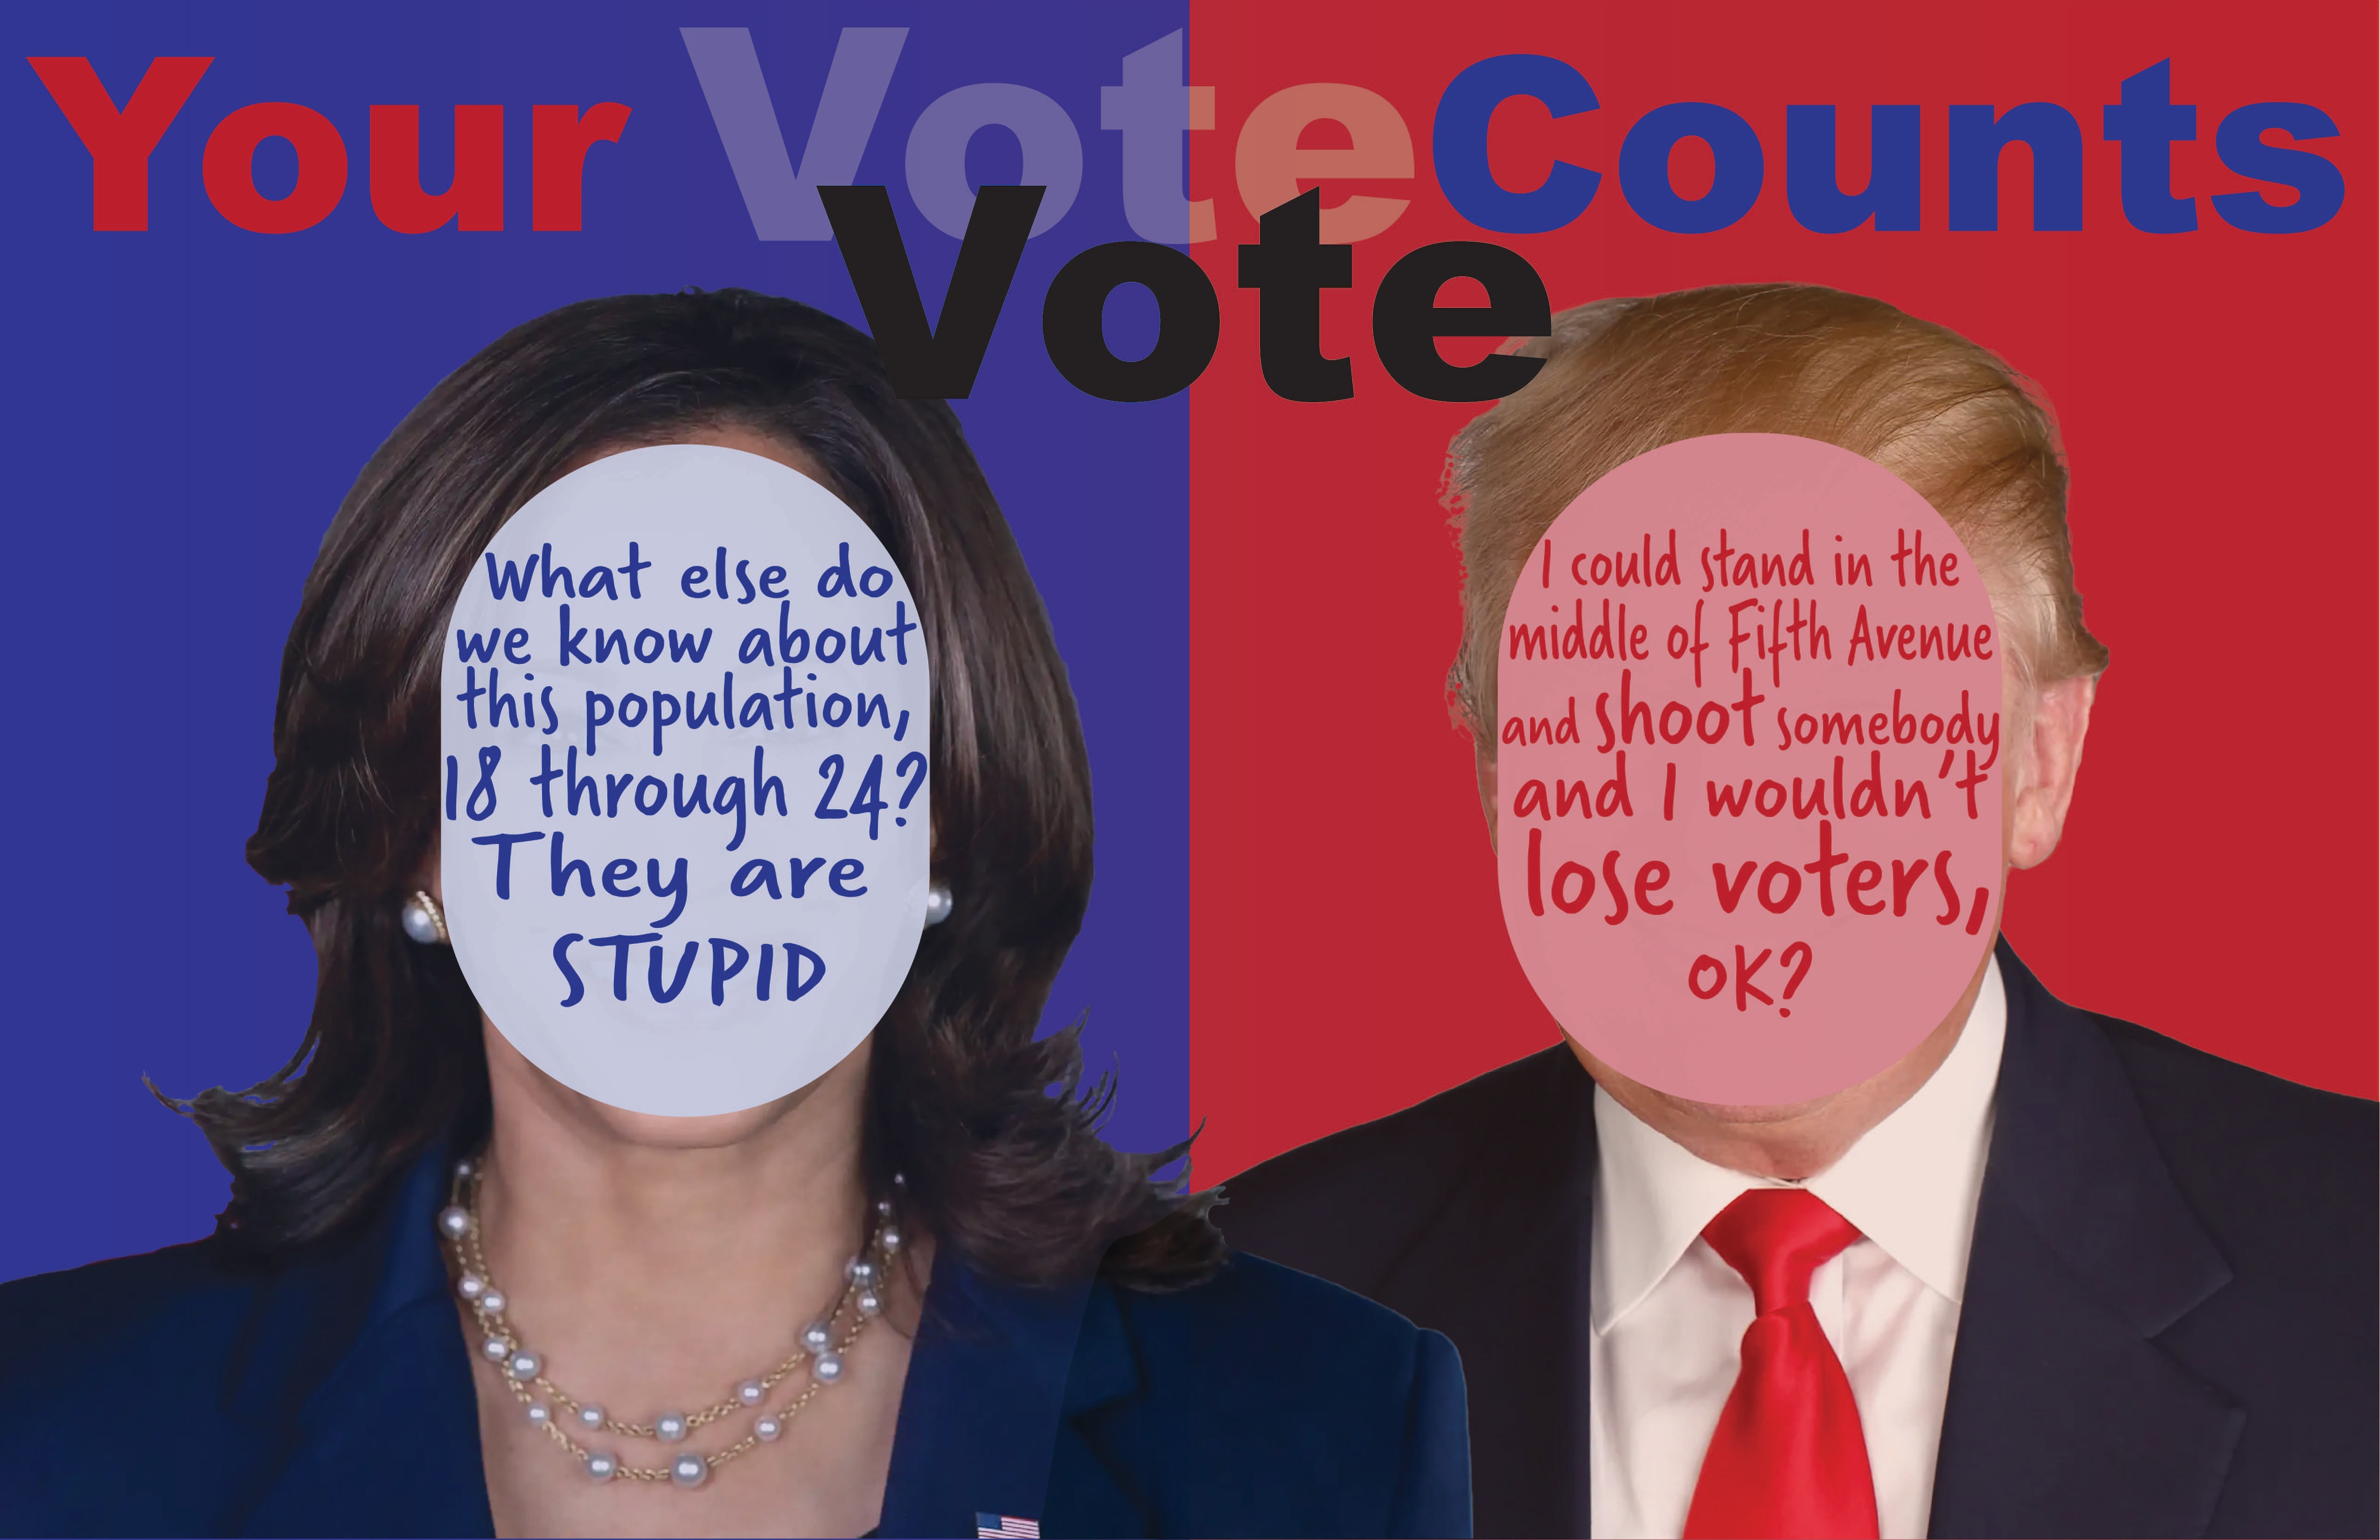 Your Vote Counts
Vote
What else do
we know about
this population,
18 through 24?
They are
STUPID
I could stand in the
middle of Fifth Avenue
and shoot somebody
and I wouldn't
lose voters,
OK?